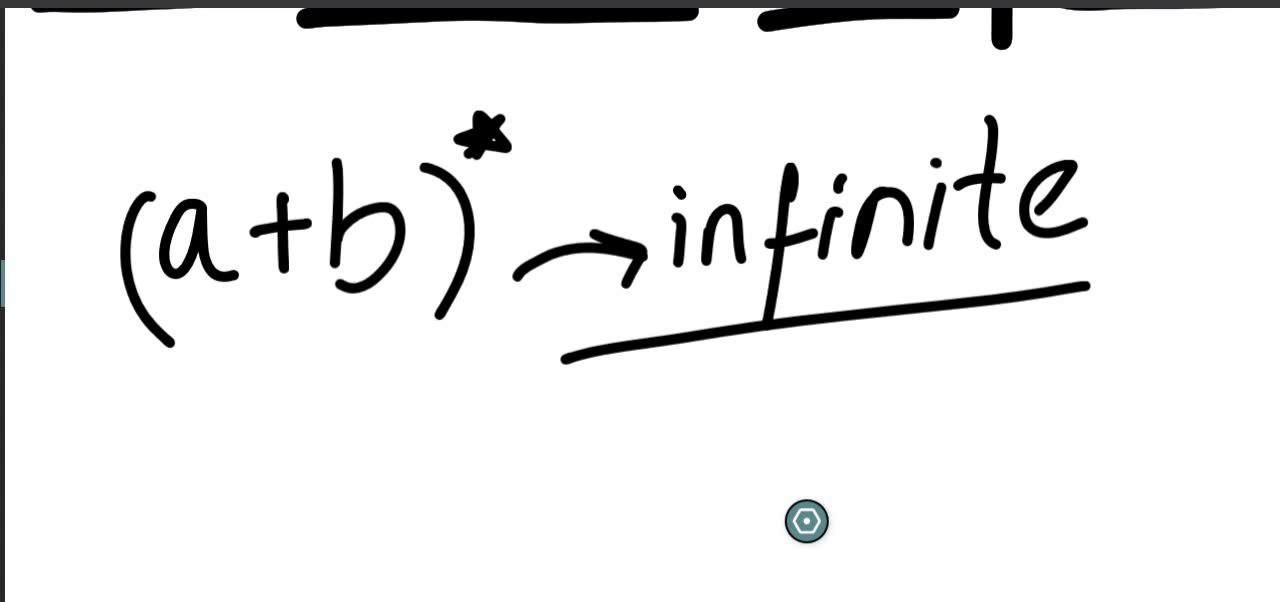 (a+b)* → infinite